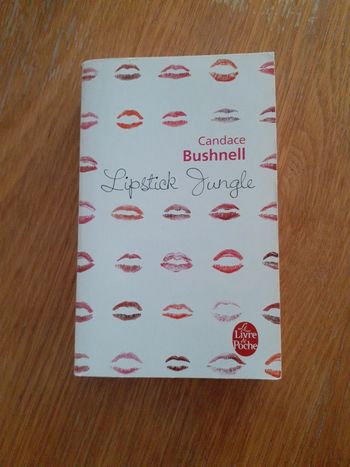 Candace
Bushnell
Lipstick Jungle
Le
Livre
de
Poche